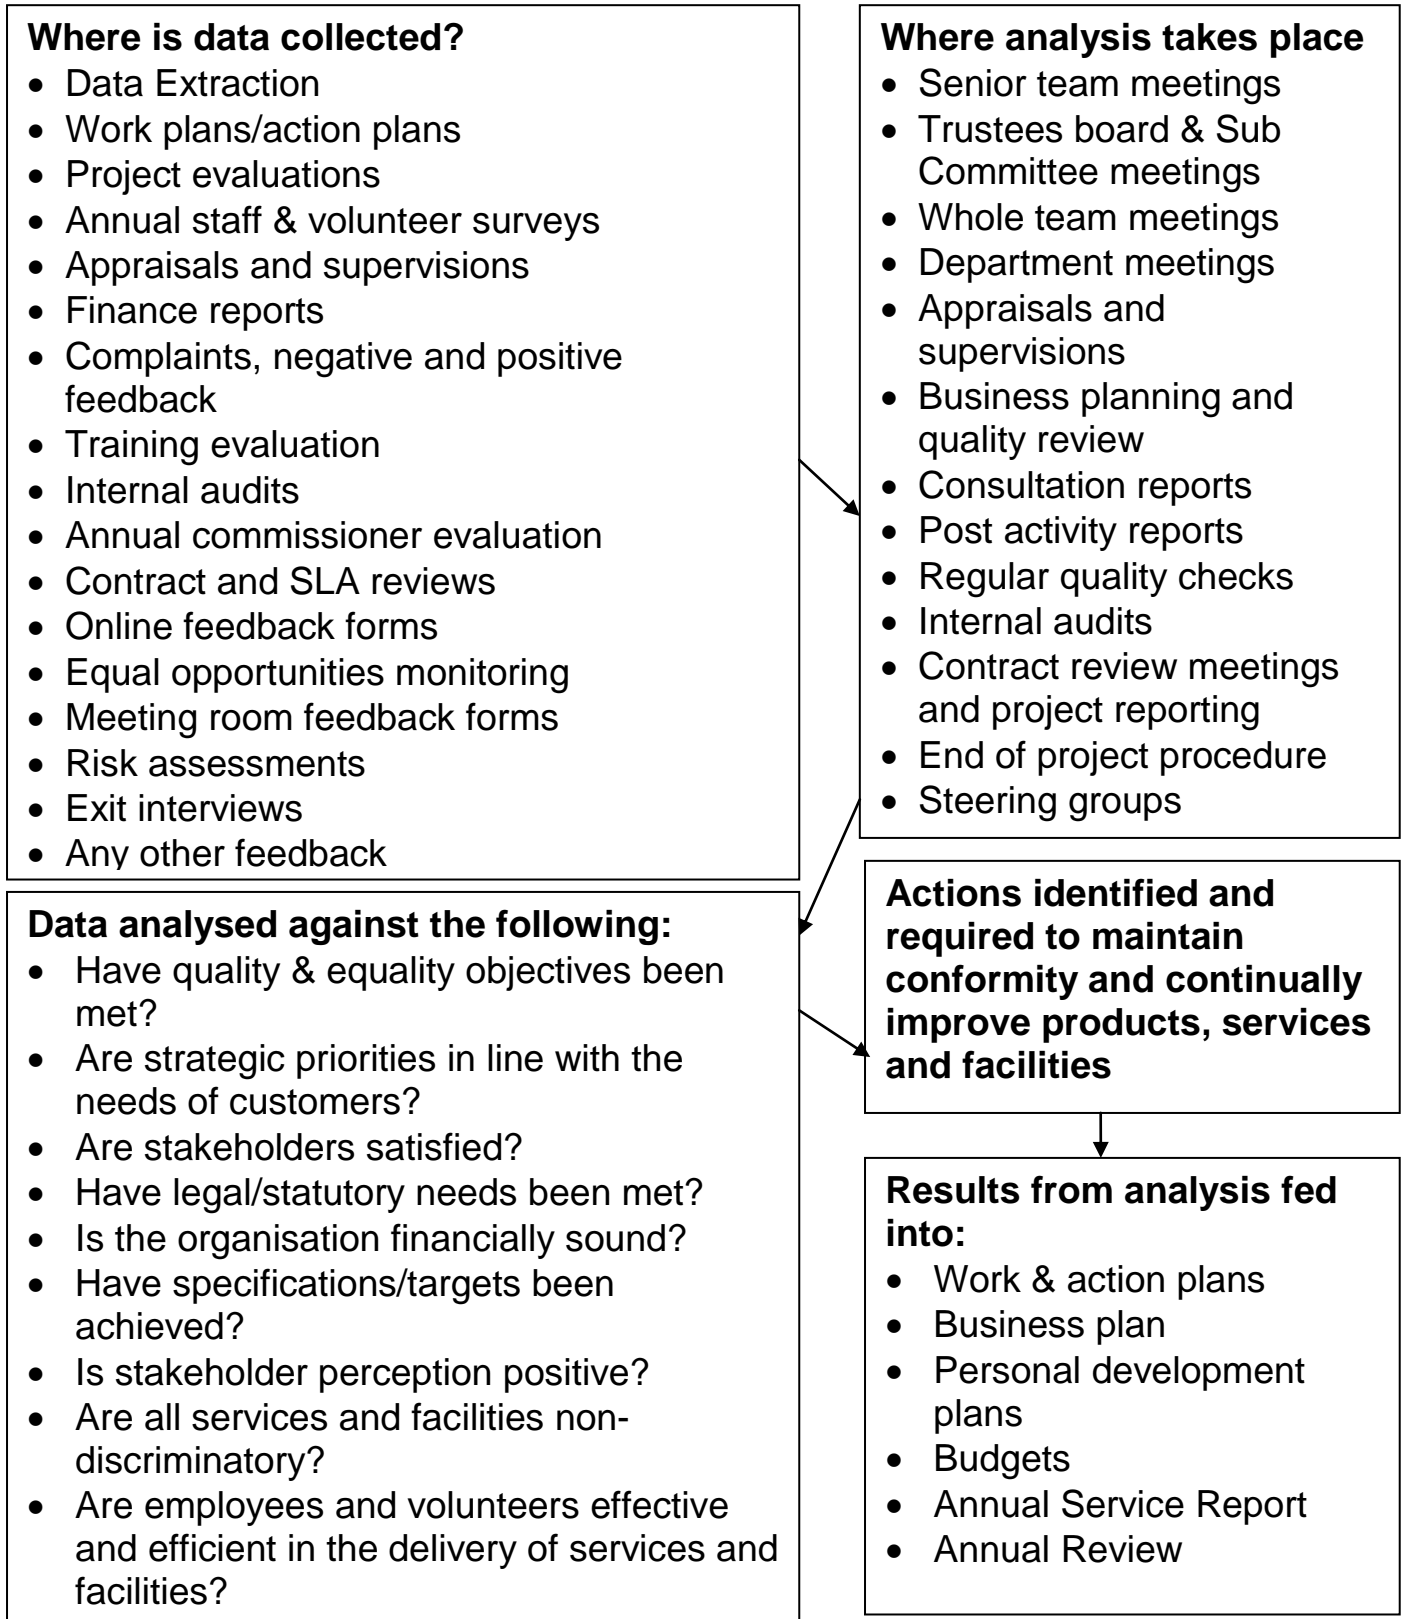 Where is data collected?
• Data Extraction
• Work plans/action plans
• Project evaluations
• Annual staff & volunteer surveys
• Appraisals and supervisions
• Finance reports
• Complaints, negative and positive
feedback
• Training evaluation
• Internal audits
• Annual commissioner evaluation
• Contract and SLA reviews
• Online feedback forms
• Equal opportunities monitoring
• Meeting room feedback forms
• Risk assessments
• Exit interviews
• Any other feedback
Where analysis takes place
• Senior team meetings
• Trustees board & Sub
Committee meetings
• Whole team meetings
• Department meetings
• Appraisals and
supervisions
• Business planning and
quality review
• Consultation reports
• Post activity reports
• Regular quality checks
• Internal audits
• Contract review meetings
and project reporting
• End of project procedure
• Steering groups
Data analysed against the following:
• Have quality & equality objectives been
met?
• Are strategic priorities in line with the
needs of customers?
• Are stakeholders satisfied?
• Have legal/statutory needs been met?
• Is the organisation financially sound?
• Have specifications/targets been
achieved?
• Is stakeholder perception positive?
• Are all services and facilities non-
discriminatory?
• Are employees and volunteers effective
and efficient in the delivery of services and
facilities?
Actions identified and
required to maintain
conformity and continually
improve products, services
and facilities
Results from analysis fed
into:
• Work & action plans
• Business plan
• Personal development
plans
• Budgets
• Annual Service Report
• Annual Review